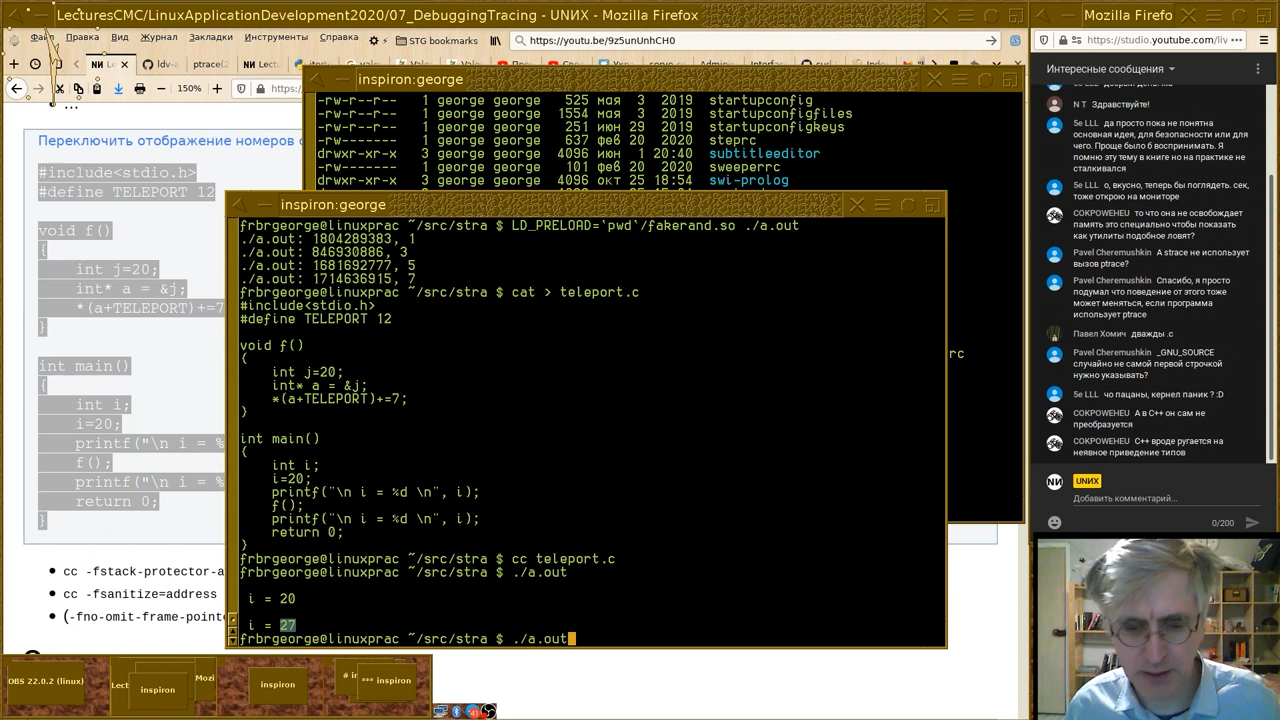 LecturesCMC/LinuxApplicationDevelopment2020/07_DebuggingTracing - UNИX - Mozilla Firefox
Файл Правка Вид Журнал Закладки Инструменты Справка
STG bookmarks
https://youtu.be/9z5unUnhCH0
ldv-a
ptrace(2
Lectu
150%
https:/
...
Переключить отображение номеров с
#include<stdio.h>
#define TELEPORT 12
void f()
{
int j=20;
int* a = &j;
*(a+TELEPORT)+=7
}
int main()
{
int i;
i=20;
printf("\n i = %
f();
printf("\n i = %
return 0;
}
cc -fstack-protector-a
cc -fsanitize=address
(-fno-omit-frame-pointe
inspiron:george
-rw-r--r-- 1 george george 525 мая 3 2019 startupconfig
-rw-r--r-- 1 george george 1554 мая 3 2019 startupconfigfiles
-rw-r--r-- 1 george george 251 июн 29 2019 startupconfigkeys
-rw------- 1 george george 637 фев 20 2020 steprc
drwxr-xr-x 3 george george 4096 июн 1 20:40 subtitleeditor
-rw------- 1 george george 101 фев 20 2020 sweeperrc
drwxr-xr-x 3 george george 4096 окт 25 18:54 swi-prolog
rc
inspiron:george
frbrgeorge@linuxprac ~/src/stra $ LD_PRELOAD=`pwd`/fakerand.so ./a.out
./a.out: 1804289383, 1
./a.out: 846930886, 3
./a.out: 1681692777, 5
./a.out: 1714636915, 7
frbrgeorge@linuxprac ~/src/stra $ cat > teleport.c
#include<stdio.h>
#define TELEPORT 12
void f()
{
int j=20;
int* a = &j;
*(a+TELEPORT)+=7;
}
int main()
{
int i;
i=20;
printf("\n i = %d \n", i);
f();
printf("\n i = %d \n", i);
return 0;
}
frbrgeorge@linuxprac ~/src/stra $ cc teleport.c
frbrgeorge@linuxprac ~/src/stra $ ./a.out
i = 20
i = 27
frbrgeorge@linuxprac ~/src/stra $ ./a.out
Mozilla Firefo
https://studio.youtube.com/liv
Интересные сообщения
N T Здравствуйте!
5e LLL да просто пока не понятна
основная идея, для безопасности или для
чего. Проще было б воспринимать. Я
помню эту тему в книге но на практике не
сталкивался
5e LLL о, вкусно, теперь бы поглядеть. сек,
тоже открою на мониторе
COKPOWEHEU то что она не освобождает
память это специально чтобы показать
как утилиты подобное ловят?
Pavel Cheremushkin А strace не использует
вызов ptrace?
Pavel Cheremushkin Спасибо, я просто
подумал что поведение от этого тоже
может меняться, если программа
использует ptrace
Павел Хомич дважды .c
Pavel Cheremushkin _GNU_SOURCE
случайно не самой первой строчкой
нужно указывать?
5e LLL чо пацаны, кернел паник ? :D
COKPOWEHEU А в C++ он сам не
преобразуется
COKPOWEHEU C++ вроде ругается на
неявное приведение типов
UNИX
Добавить комментарий...
0/200
OBS 22.0.2 (linux)
Lect
Mozi
inspiron
inspiron
# in
*** inspiron